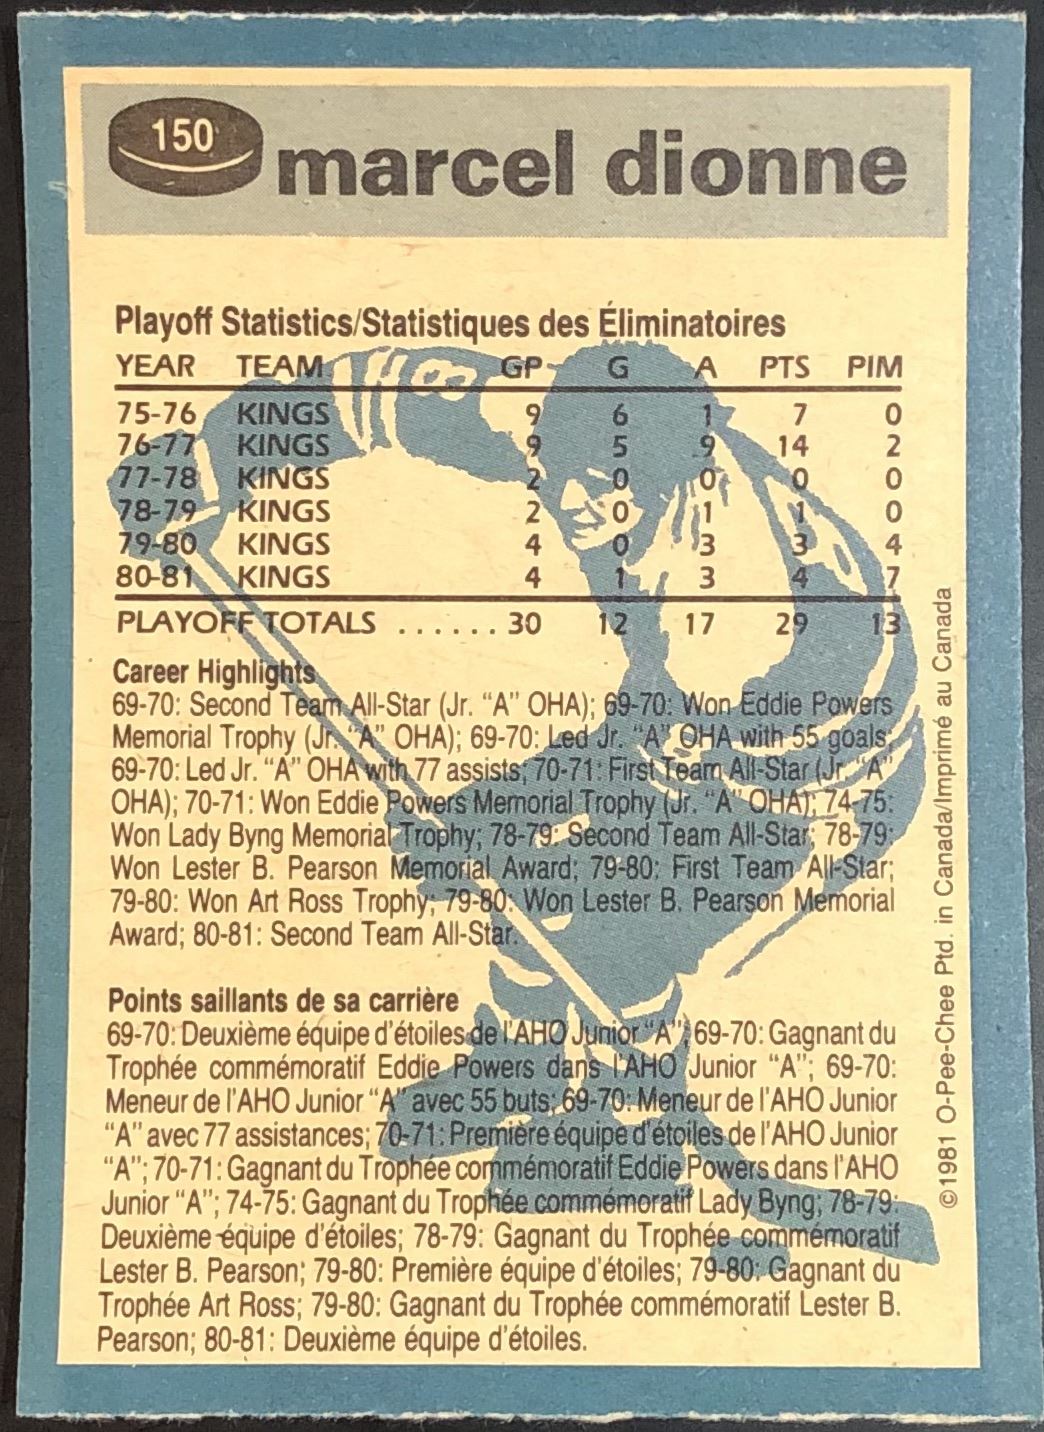 150
marcel dionne
Playoff Statistics/Statistiques des Éliminatoires
YEAR TEAM GP G A PTS PIM
75-76 KINGS 9 6 1 7 0
76-77 KINGS 9 5 9 14 2
77-78 KINGS 2 0 0 0 0
78-79 KINGS 2 0 1 1 0
79-80 KINGS 4 0 3 3 4
80-81 KINGS 4 1 3 4 7
PLAYOFF TOTALS ...... 30 12 17 29 13
Career Highlights
69-70: Second Team All-Star (Jr. “A” OHA); 69-70: Won Eddie Powers
Memorial Trophy (Jr. “A” OHA); 69-70: Led Jr. “A” OHA with 55 goals;
69-70: Led Jr. “A” OHA with 77 assists; 70-71: First Team All-Star (Jr. “A”
OHA); 70-71: Won Eddie Powers Memorial Trophy (Jr. “A” OHA); 74-75:
Won Lady Byng Memorial Trophy; 78-79: Second Team All-Star; 78-79:
Won Lester B. Pearson Memorial Award; 79-80: First Team All-Star;
79-80: Won Art Ross Trophy; 79-80: Won Lester B. Pearson Memorial
Award; 80-81: Second Team All-Star.
Points saillants de sa carrière
69-70: Deuxième équipe d'étoiles de l'AHO Junior “A”; 69-70: Gagnant du
Trophée commémoratif Eddie Powers dans l'AHO Junior “A”; 69-70:
Meneur de l'AHO Junior “A” avec 55 buts; 69-70: Meneur de l'AHO Junior
“A” avec 77 assistances; 70-71: Première équipe d'étoiles de l'AHO Junior
“A”; 70-71: Gagnant du Trophée commémoratif Eddie Powers dans l'AHO
Junior “A”; 74-75: Gagnant du Trophée commémoratif Lady Byng; 78-79:
Deuxième équipe d'étoiles; 78-79: Gagnant du Trophée commémoratif
Lester B. Pearson; 79-80: Première équipe d'étoiles; 79-80: Gagnant du
Trophée Art Ross; 79-80: Gagnant du Trophée commémoratif Lester B.
Pearson; 80-81: Deuxième équipe d'étoiles.
©1981 O-Pee-Chee Ptd. in Canada/Imprimé au Canada